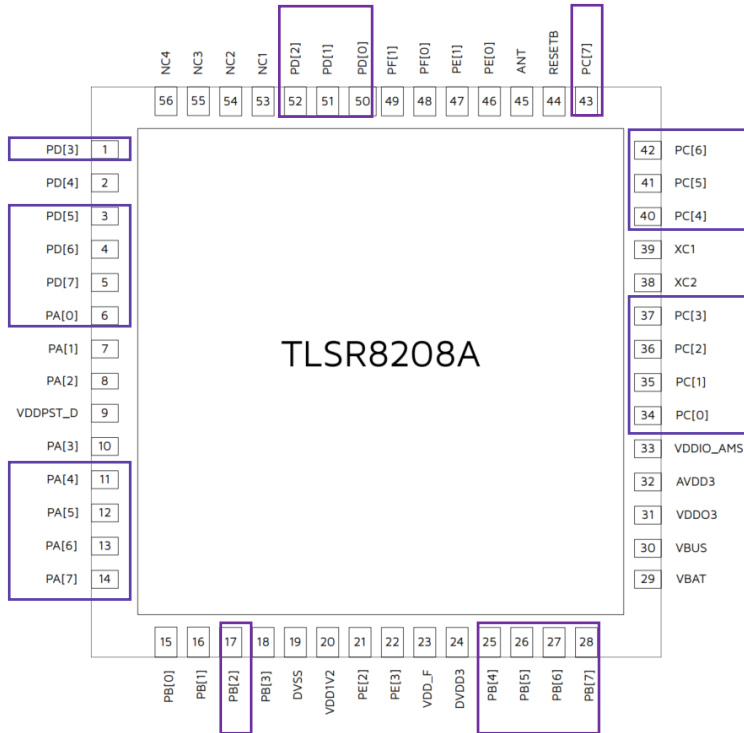 NC4 NC3 NC2 NC1 PD[2] PD[1] PD[0] PF[1] PF[0] PE[1] PE[0] ANT RESETB PC[7]
56 55 54 53 52 51 50 49 48 47 46 45 44 43
PD[3] 1
PD[4] 2
PD[5] 3
PD[6] 4
PD[7] 5
PA[0] 6
PA[1] 7
PA[2] 8
VDDPST_D 9
PA[3] 10
PA[4] 11
PA[5] 12
PA[6] 13
PA[7] 14
TLSR8208A
42 PC[6]
41 PC[5]
40 PC[4]
39 XC1
38 XC2
37 PC[3]
36 PC[2]
35 PC[1]
34 PC[0]
33 VDDIO_AMS
32 AVDD3
31 VDDO3
30 VBUS
29 VBAT
15 16 17 18 19 20 21 22 23 24 25 26 27 28
PB[0] PB[1] PB[2] PB[3] DVSS VDD1V2 PE[2] PE[3] VDD_F DVDD3 PB[4] PB[5] PB[6] PB[7]